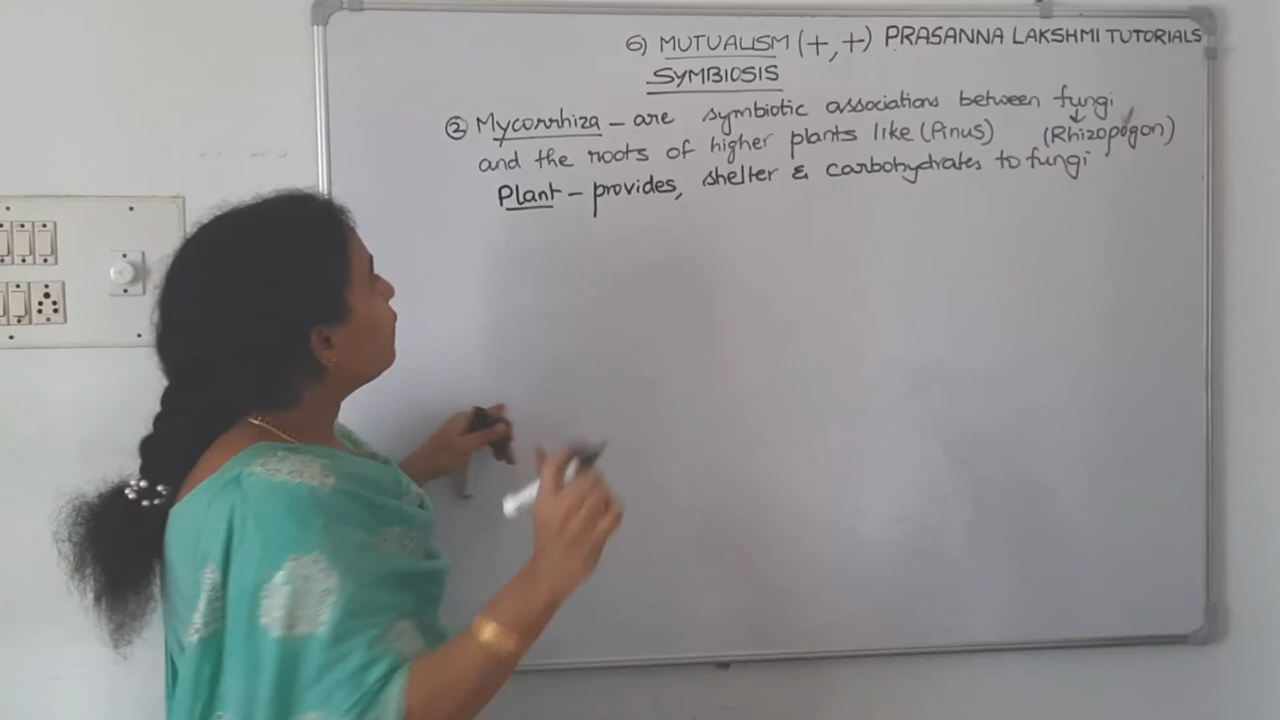 6) MUTUALISM (+,+) PRASANNA LAKSHMI TUTORIALS
SYMBIOSIS
② Mycorrhiza - are symbiotic associations between fungi
and the roots of higher plants like (Pinus) (Rhizopogon)
Plant - provides, shelter & carbohydrates to fungi